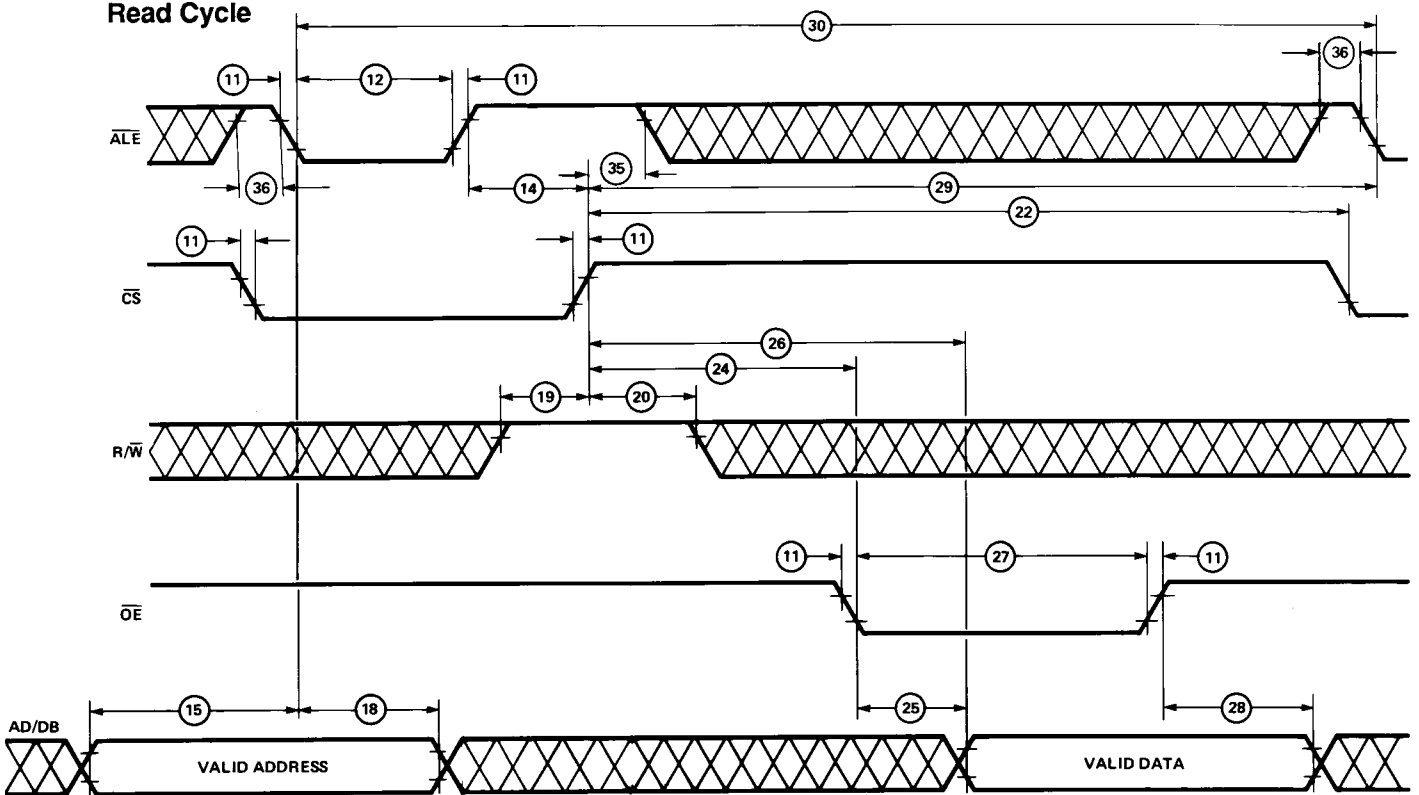 Read Cycle
30
11 12 11 36
ALE
36 14 35 29
22
11 11
CS
26
24
19 20
R/W
11 27 11
OE
15 18 25 28
AD/DB
VALID ADDRESS VALID DATA